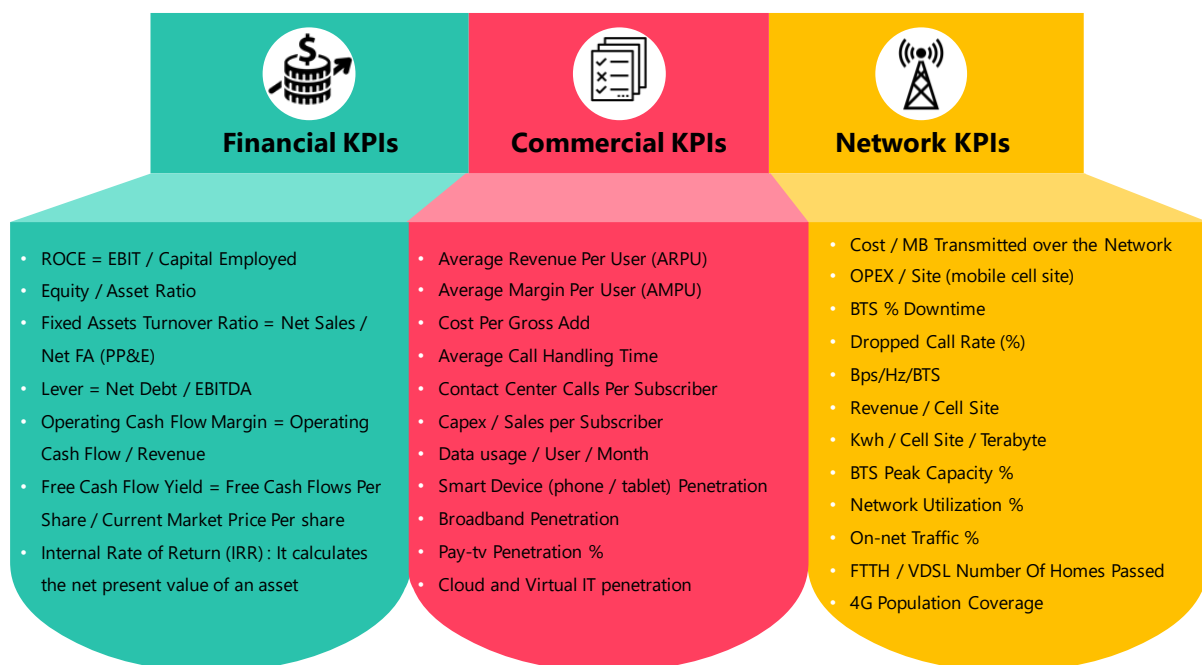 $
Financial KPIs
Commercial KPIs
Network KPIs
• ROCE = EBIT / Capital Employed
• Equity / Asset Ratio
• Fixed Assets Turnover Ratio = Net Sales /
Net FA (PP&E)
• Lever = Net Debt / EBITDA
• Operating Cash Flow Margin = Operating
Cash Flow / Revenue
• Free Cash Flow Yield = Free Cash Flows Per
Share / Current Market Price Per share
• Internal Rate of Return (IRR) : It calculates
the net present value of an asset
• Average Revenue Per User (ARPU)
• Average Margin Per User (AMPU)
• Cost Per Gross Add
• Average Call Handling Time
• Contact Center Calls Per Subscriber
• Capex / Sales per Subscriber
• Data usage / User / Month
• Smart Device (phone / tablet) Penetration
• Broadband Penetration
• Pay-tv Penetration %
• Cloud and Virtual IT penetration
• Cost / MB Transmitted over the Network
• OPEX / Site (mobile cell site)
• BTS % Downtime
• Dropped Call Rate (%)
• Bps/Hz/BTS
• Revenue / Cell Site
• Kwh / Cell Site / Terabyte
• BTS Peak Capacity %
• Network Utilization %
• On-net Traffic %
• FTTH / VDSL Number Of Homes Passed
• 4G Population Coverage